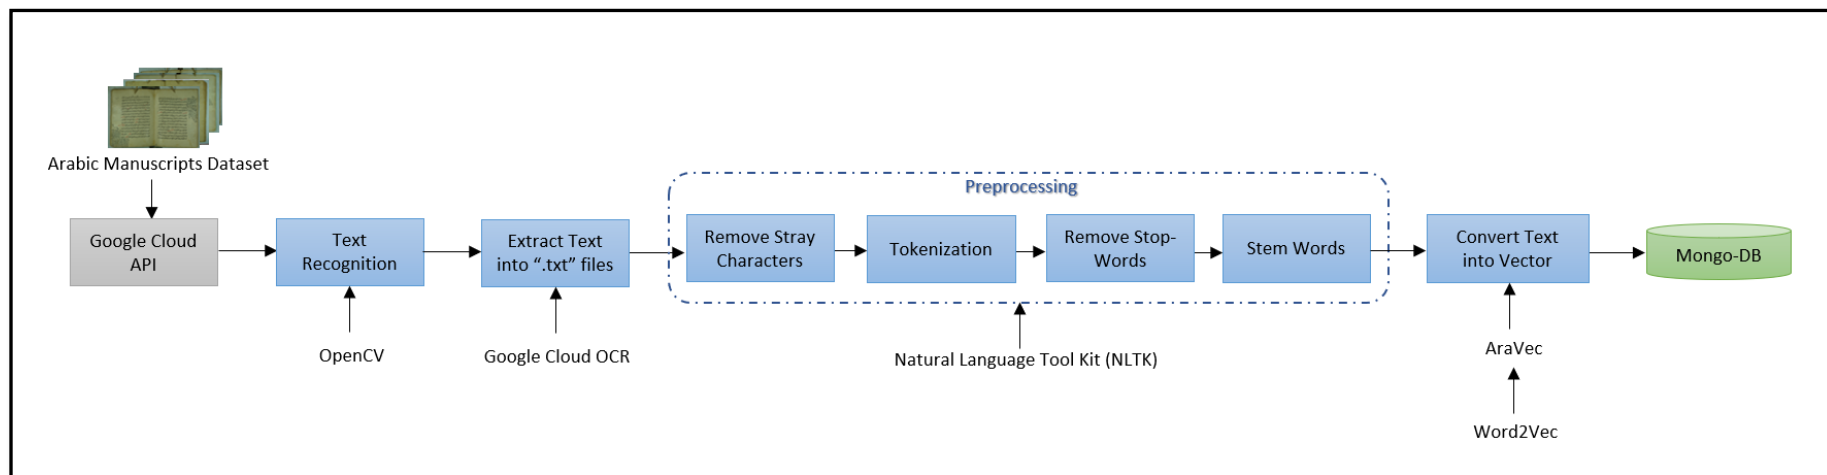 Arabic Manuscripts Dataset
Google Cloud
API
Text
Recognition
OpenCV
Extract Text
into “.txt” files
Google Cloud OCR
Preprocessing
Remove Stray
Characters
Tokenization
Remove Stop-
Words
Stem Words
Natural Language Tool Kit (NLTK)
Convert Text
into Vector
AraVec
Word2Vec
Mongo-DB